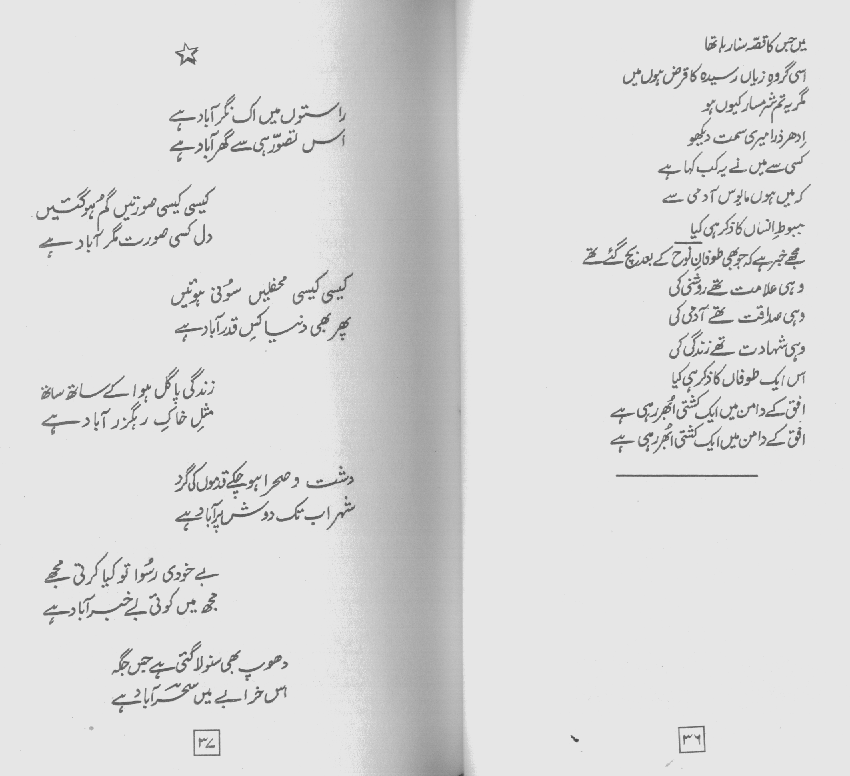 میں جس کا قصّہ سنا رہا تھا
اسی گروہِ زیاں رسیدہ کا قرض ہوں میں
مگر یہ تم شرمسار کیوں ہو
اِدھر ذرا میری سمت دیکھو
کسی سے میں نے یہ کب کہا ہے
کہ میں ہوں مایوس آدمی سے
ہبوطِ انساں کا ذکر ہی کیا
مجھے خبر ہے کہ جو بھی طوفانِ نوح کے بعد بچ گئے تھے
وہی علامت تھے روشنی کی
وہی صداقت تھے آدمی کی
وہی شہادت تھے زندگی کی
اس ایک طوفاں کا ذکر ہی کیا
افق کے دامن میں ایک کشتی اُبھر رہی ہے
افق کے دامن میں ایک کشتی اُبھر رہی ہے
۳۶
راستوں میں اک نگر آباد ہے
اس تصوّر ہی سے گھر آباد ہے
کیسی کیسی صورتیں گم ہو گئیں
دل کسی صورت مگر آباد ہے
کیسی کیسی محفلیں سُونی ہوئیں
پھر بھی دنیا کس قدر آباد ہے
زندگی پاگل ہوا کے ساتھ ساتھ
مثلِ خاکِ رہگزر آباد ہے
دشت و صحرا ہو چکے قدموں کی گرد
شہر اب تک دوش پر آباد ہے
بے خودی رسُوا تو کیا کرتی مجھے
مجھ میں کوئی بے خبر آباد ہے
دھوپ بھی سنولا گئی ہے جس جگہ
اس خرابے میں سحر آباد ہے
۳۷